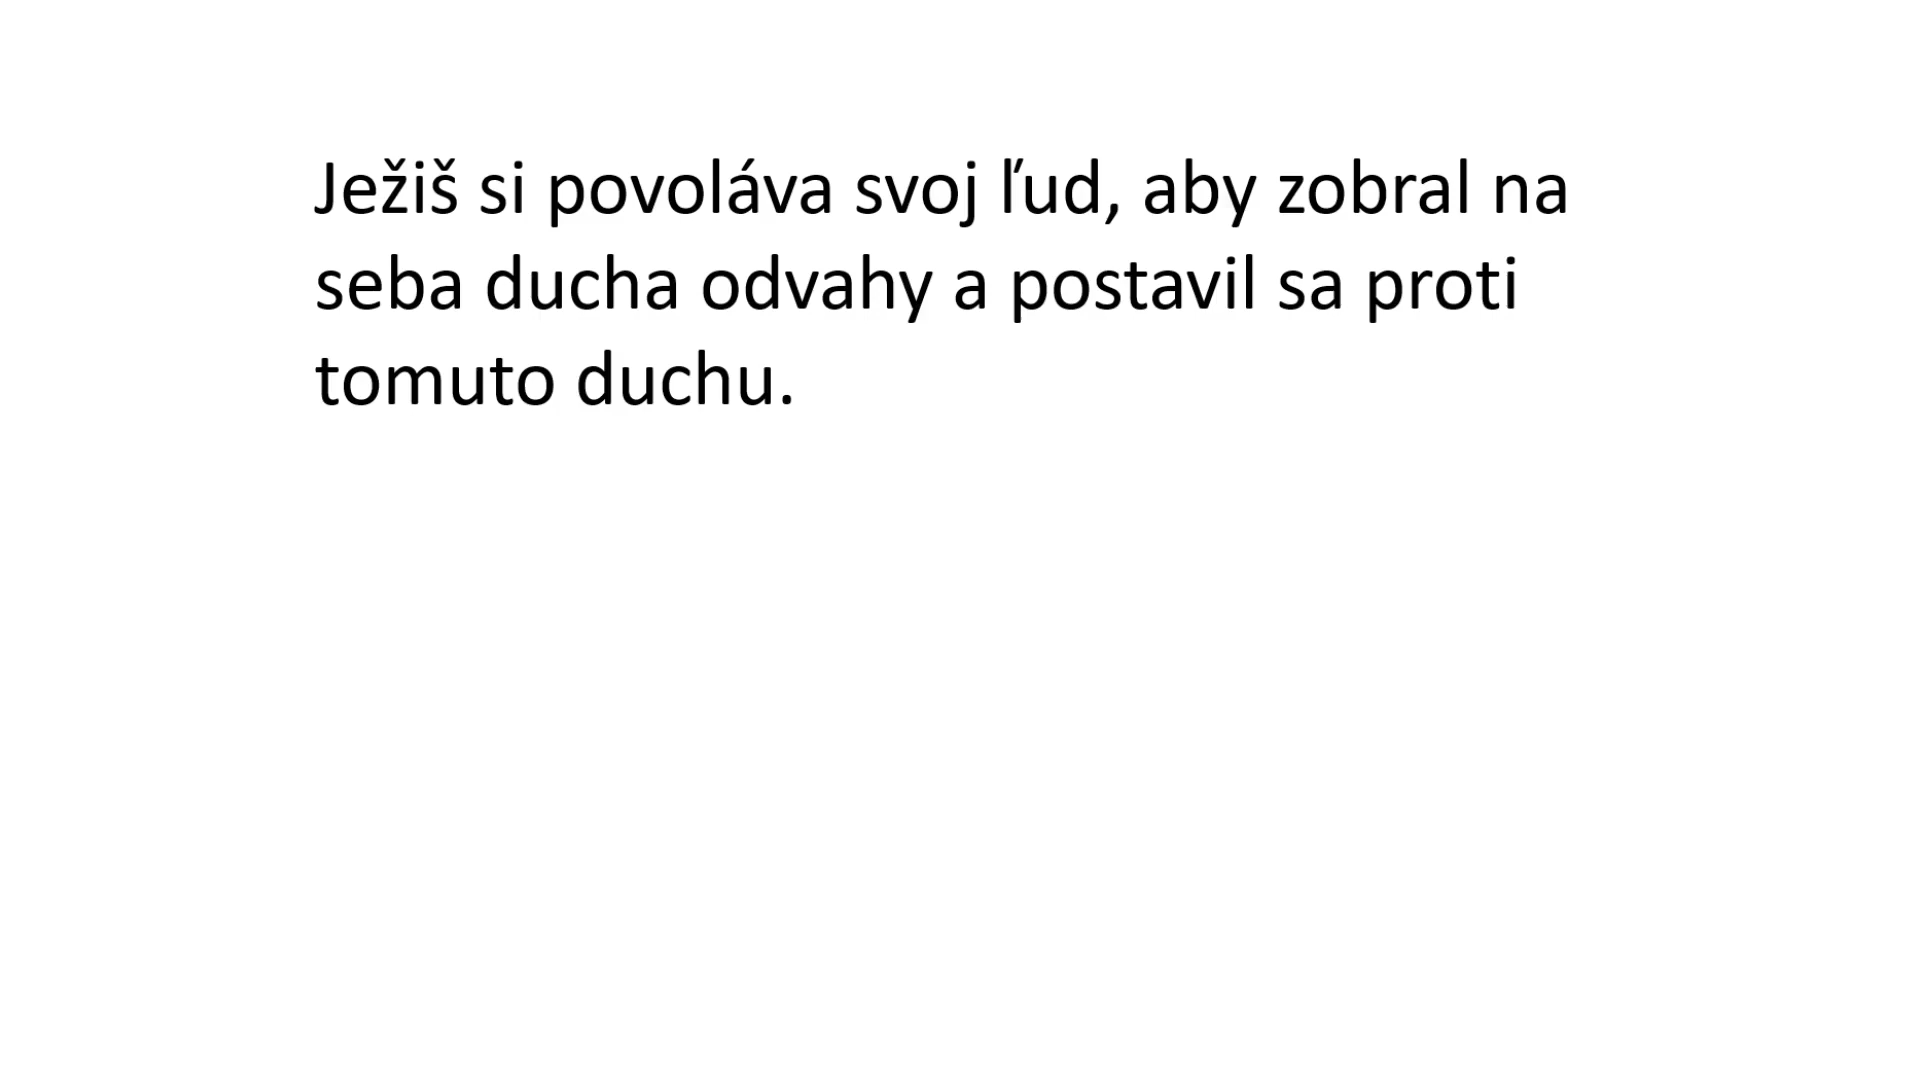 Ježiš si povoláva svoj ľud, aby zobral na
seba ducha odvahy a postavil sa proti
tomuto duchu.